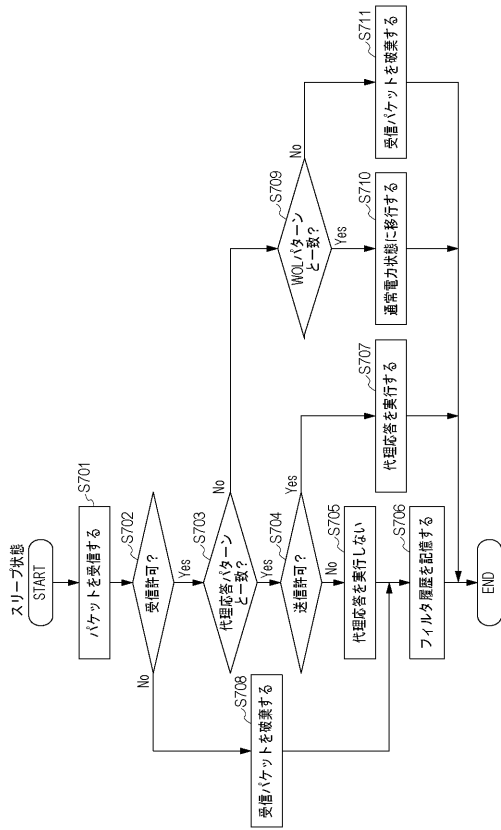 スリープ状態
START
S701
パケットを受信する
S702
受信許可?
No
Yes
S703
代理応答パターン
と一致?
No
Yes
S704
送信許可?
Yes
No
S705
代理応答を実行しない
S706
フィルタ履歴を記憶する
S707
代理応答を実行する
S708
受信パケットを破棄する
S709
WOLパターン
と一致?
No
Yes
S710
通常電力状態に移行する
S711
受信パケットを破棄する
END